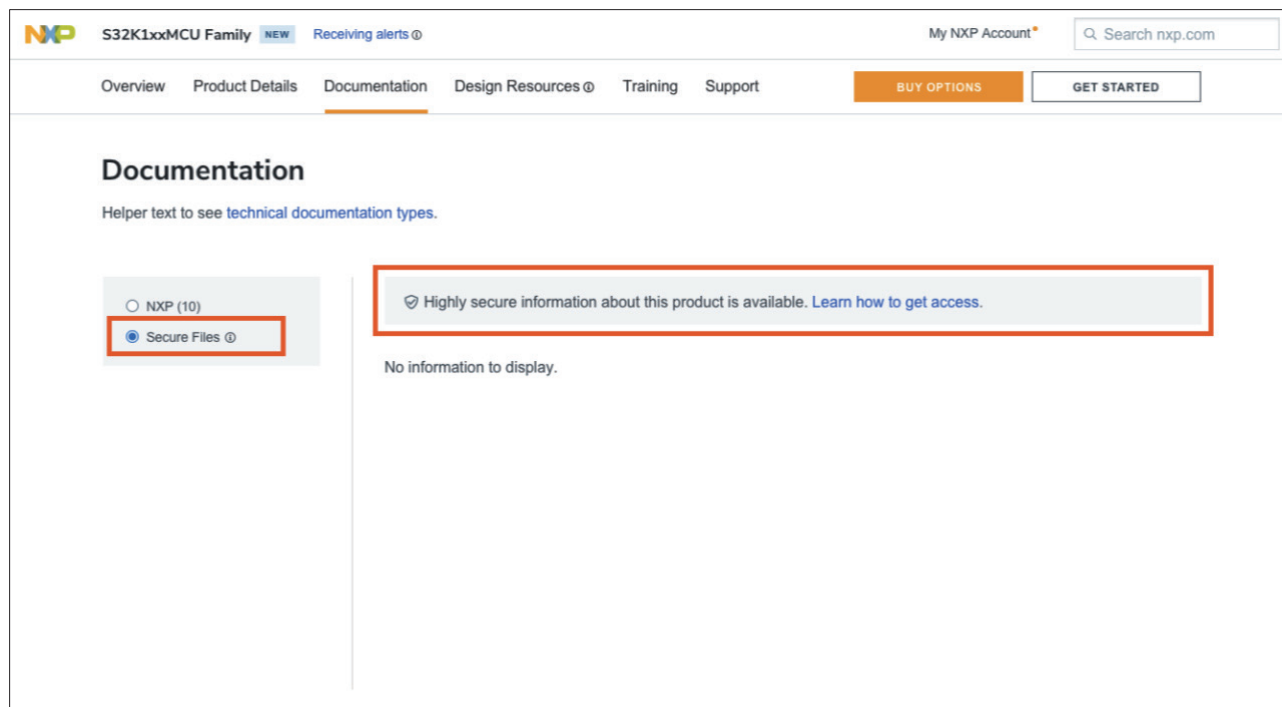 NXP S32K1xxMCU Family NEW Receiving alerts My NXP Account Search nxp.com
Overview Product Details Documentation Design Resources Training Support BUY OPTIONS GET STARTED
Documentation
Helper text to see technical documentation types.
Highly secure information about this product is available. Learn how to get access.
NXP (10)
Secure Files
No information to display.